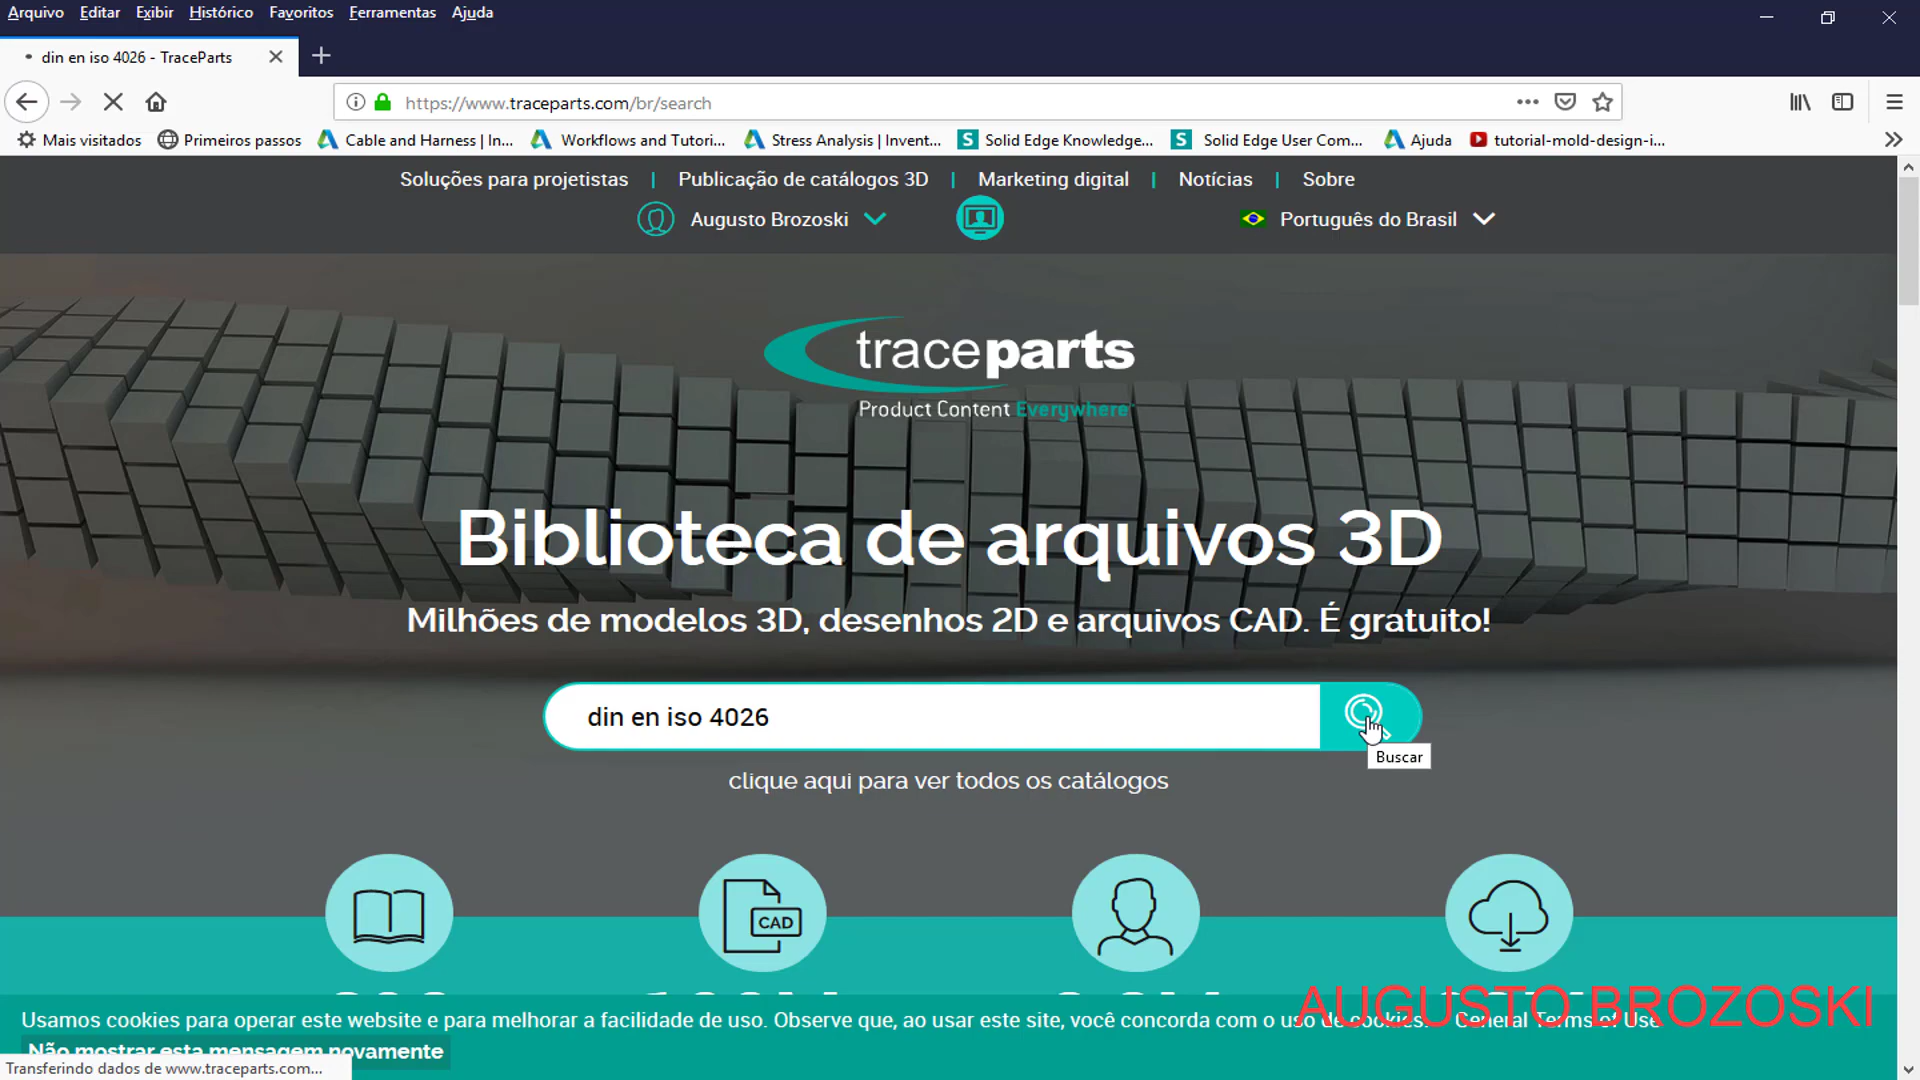 Arquivo Editar Exibir Histórico Favoritos Ferramentas Ajuda
din en iso 4026 - TraceParts
https://www.traceparts.com/br/search
Mais visitados Primeiros passos Cable and Harness | In... Workflows and Tutori... Stress Analysis | Invent... Solid Edge Knowledge... Solid Edge User Com... Ajuda tutorial-mold-design-i...
Soluções para projetistas | Publicação de catálogos 3D | Marketing digital | Notícias | Sobre
Augusto Brozoski Português do Brasil
traceparts
Product Content Everywhere
Biblioteca de arquivos 3D
Milhões de modelos 3D, desenhos 2D e arquivos CAD. É gratuito!
din en iso 4026
Buscar
clique aqui para ver todos os catálogos
CAD
AUGUSTO BROZOSKI
Usamos cookies para operar este website e para melhorar a facilidade de uso. Observe que, ao usar este site, você concorda com o uso de cookies. General Terms of Use
Não mostrar esta mensagem novamente
Transferindo dados de www.traceparts.com...